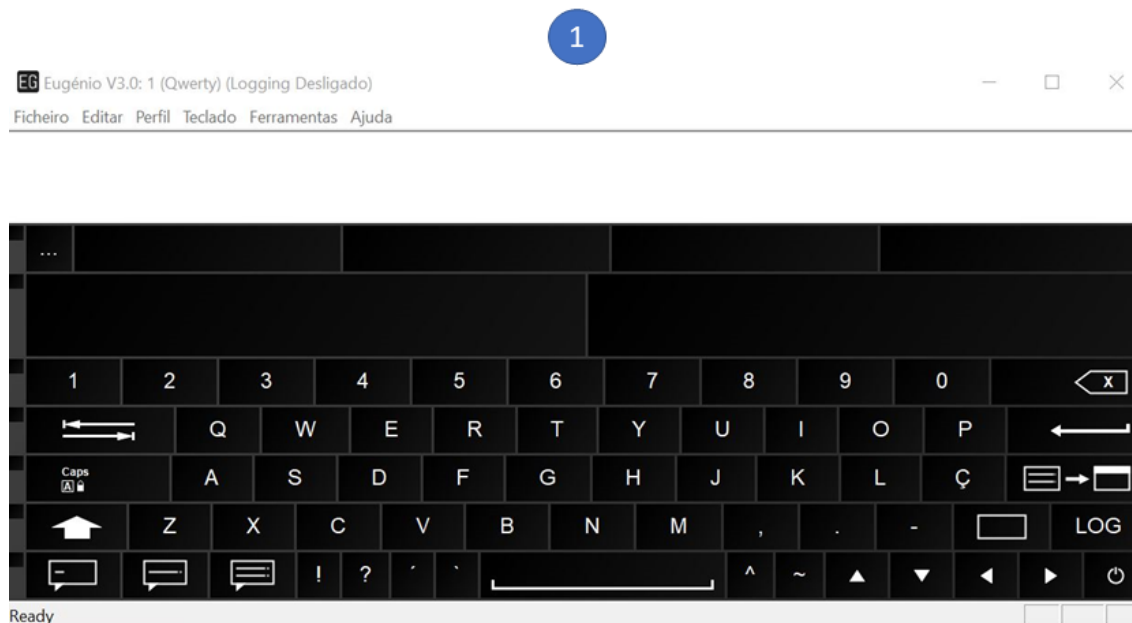 1
EG Eugénio V3.0: 1 (Qwerty) (Logging Desligado)
Ficheiro Editar Perfil Teclado Ferramentas Ajuda
...
1 2 3 4 5 6 7 8 9 0 X
Q W E R T Y U I O P
Caps A A S D F G H J K L Ç
Z X C V B N M , . - LOG
! ? ´ ` ^ ~
Ready